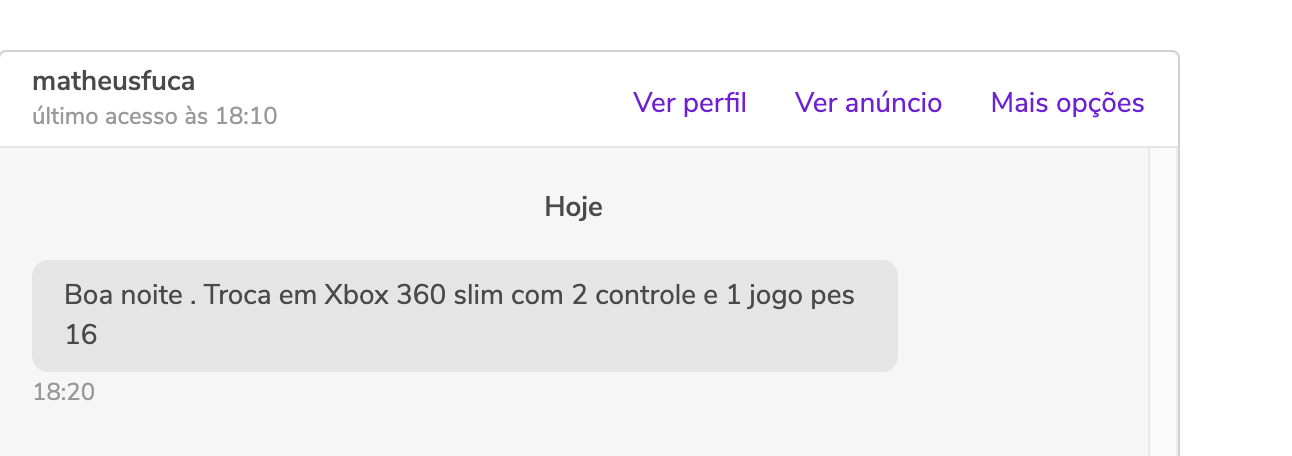 matheusfuca
último acesso às 18:10
Ver perfil Ver anúncio Mais opções
Hoje
Boa noite . Troca em Xbox 360 slim com 2 controle e 1 jogo pes
16
18:20